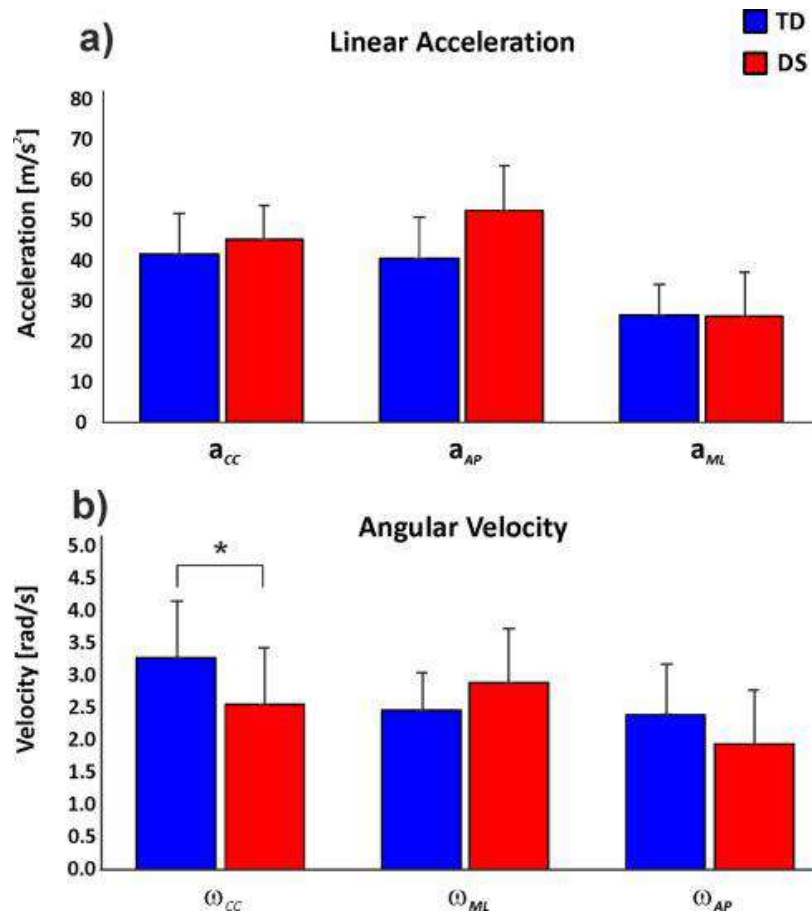 a) Linear Acceleration
TD
DS
Acceleration [m/s²]
80
70
60
50
40
30
20
10
0
aCC aAP aML
b) Angular Velocity
Velocity [rad/s]
5.0
4.5
4.0
3.5
3.0
2.5
2.0
1.5
1.0
0.5
0.0
*
ωCC ωML ωAP